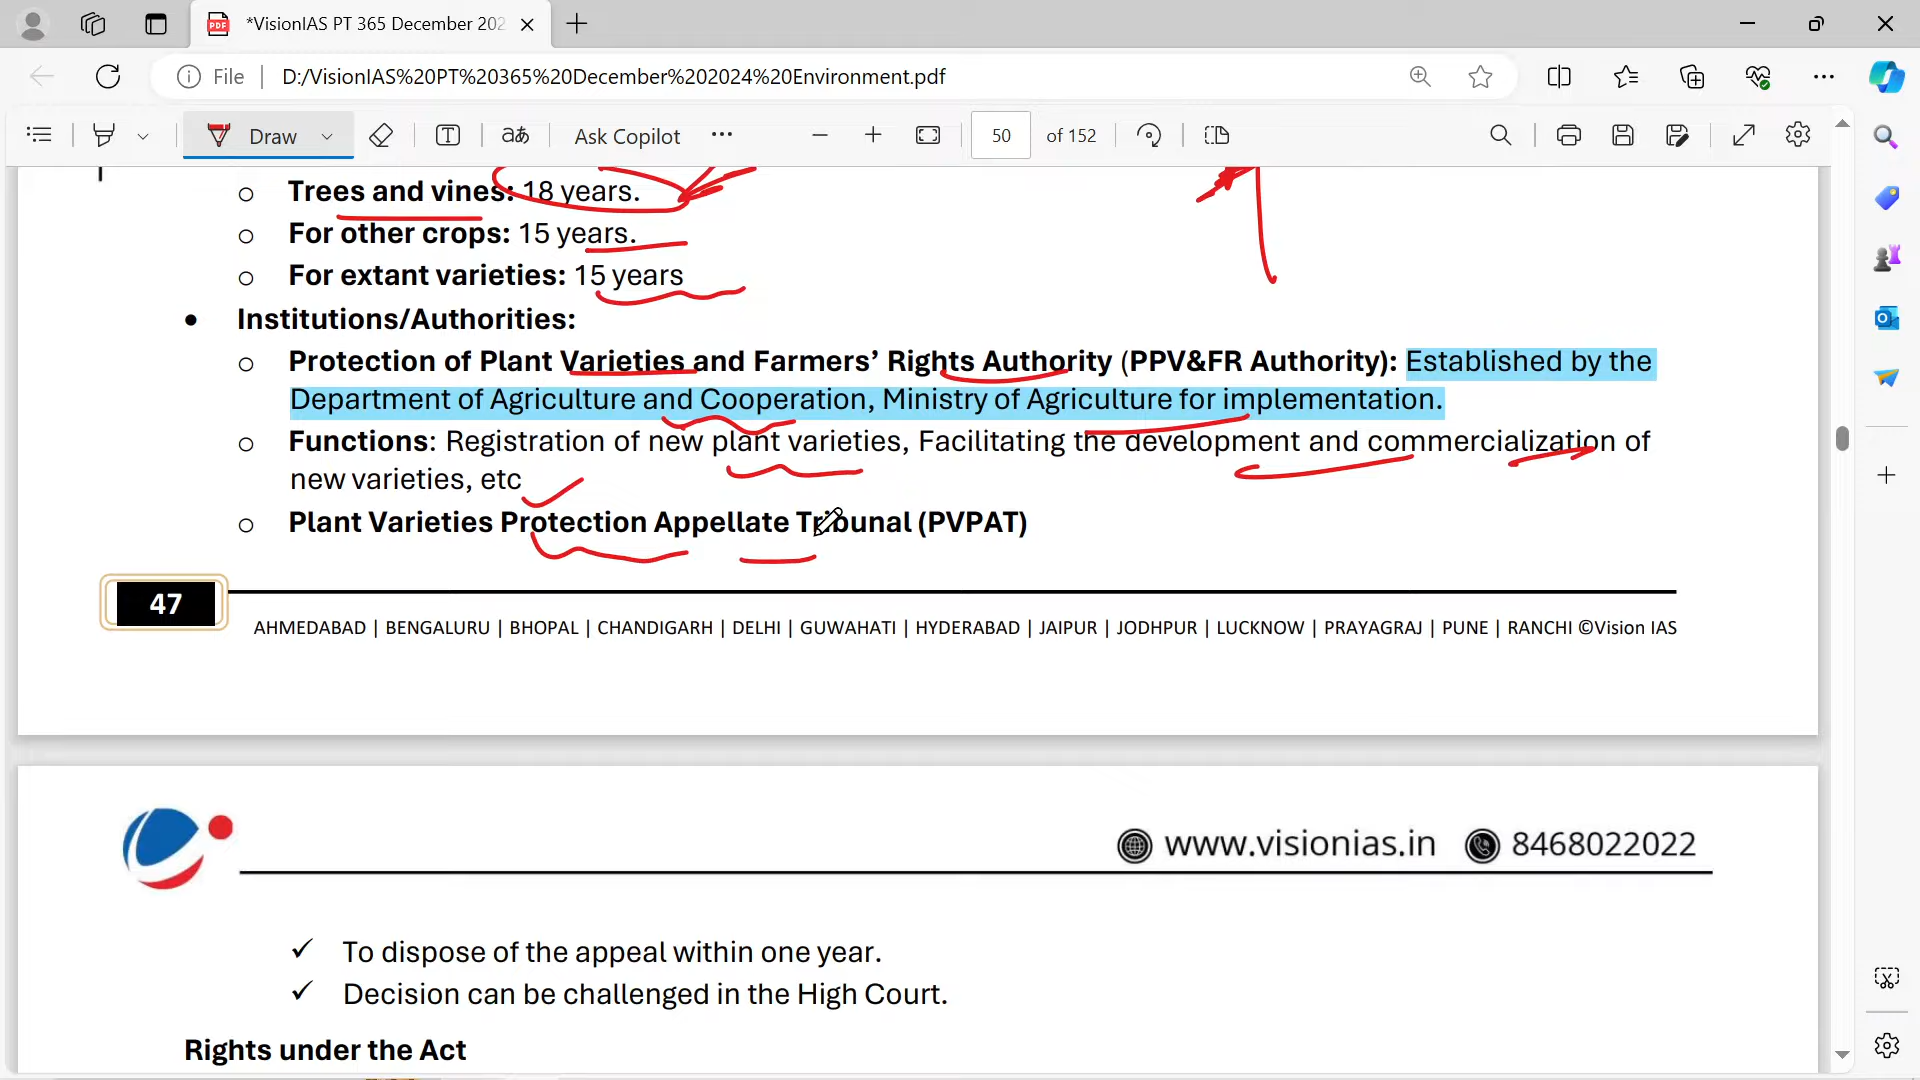 *VisionIAS PT 365 December 202
File
D:/VisionIAS%20PT%20365%20December%202024%20Environment.pdf
Draw
aあ
Ask Copilot
50
of 152
Trees and vines: 18 years.
For other crops: 15 years.
For extant varieties: 15 years
• Institutions/Authorities:
Protection of Plant Varieties and Farmers’ Rights Authority (PPV&FR Authority): Established by the
Department of Agriculture and Cooperation, Ministry of Agriculture for implementation.
Functions: Registration of new plant varieties, Facilitating the development and commercialization of
new varieties, etc
Plant Varieties Protection Appellate Tribunal (PVPAT)
47
AHMEDABAD | BENGALURU | BHOPAL | CHANDIGARH | DELHI | GUWAHATI | HYDERABAD | JAIPUR | JODHPUR | LUCKNOW | PRAYAGRAJ | PUNE | RANCHI ©Vision IAS
www.visionias.in 8468022022
✓ To dispose of the appeal within one year.
✓ Decision can be challenged in the High Court.
Rights under the Act